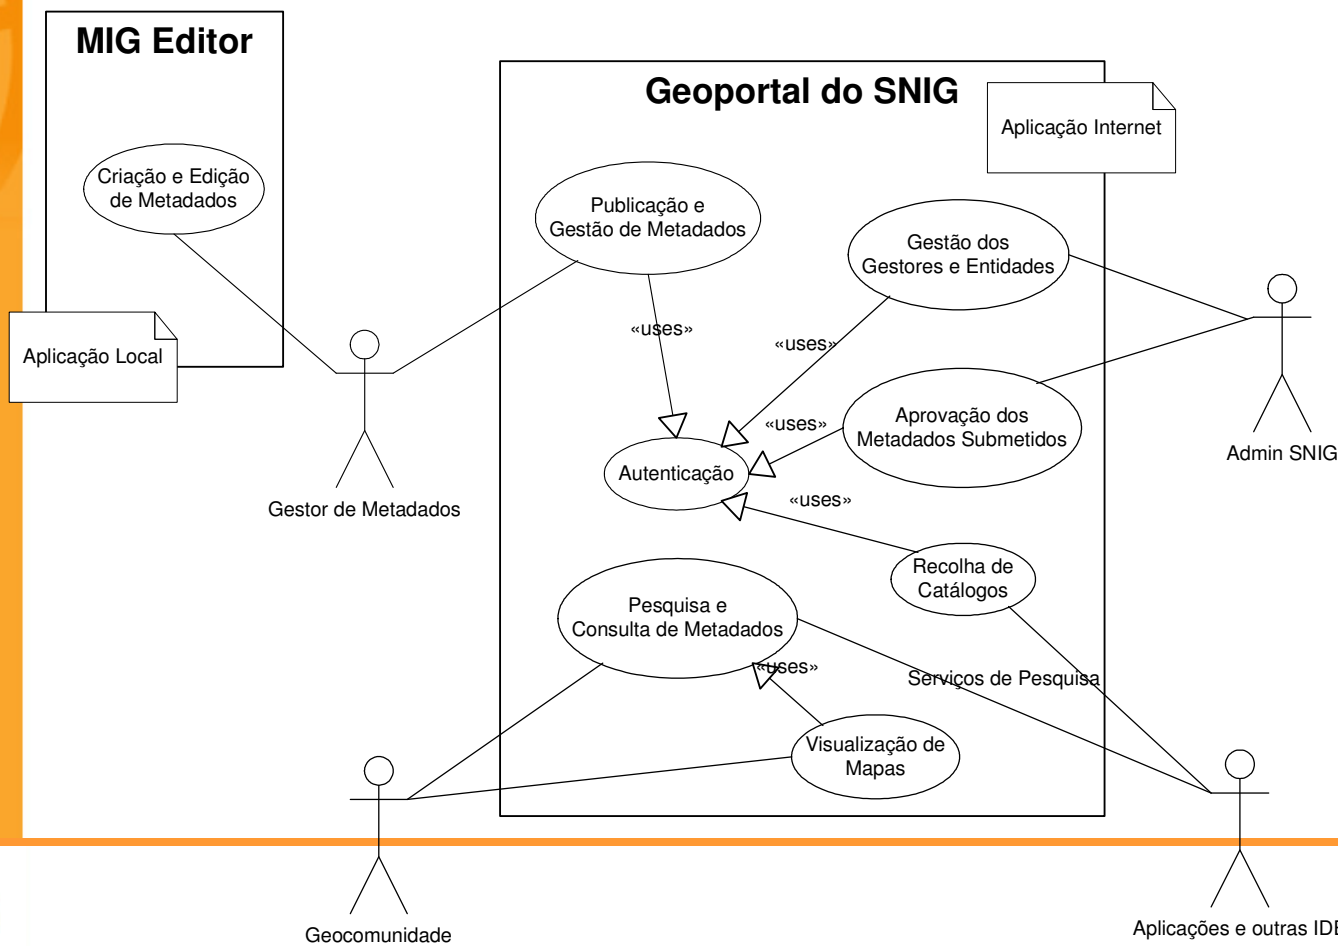 MIG Editor
Geoportal do SNIG
Aplicação Internet
Criação e Edição
de Metadados
Publicação e
Gestão de Metadados
Gestão dos
Gestores e Entidades
«uses»
«uses»
Aplicação Local
Aprovação dos
Metadados Submetidos
«uses»
Admin SNIG
Autenticação
Gestor de Metadados
«uses»
Recolha de
Catálogos
Pesquisa e
Consulta de Metadados
«uses»
Serviços de Pesquisa
Visualização de
Mapas
Geocomunidade
Aplicações e outras IDE